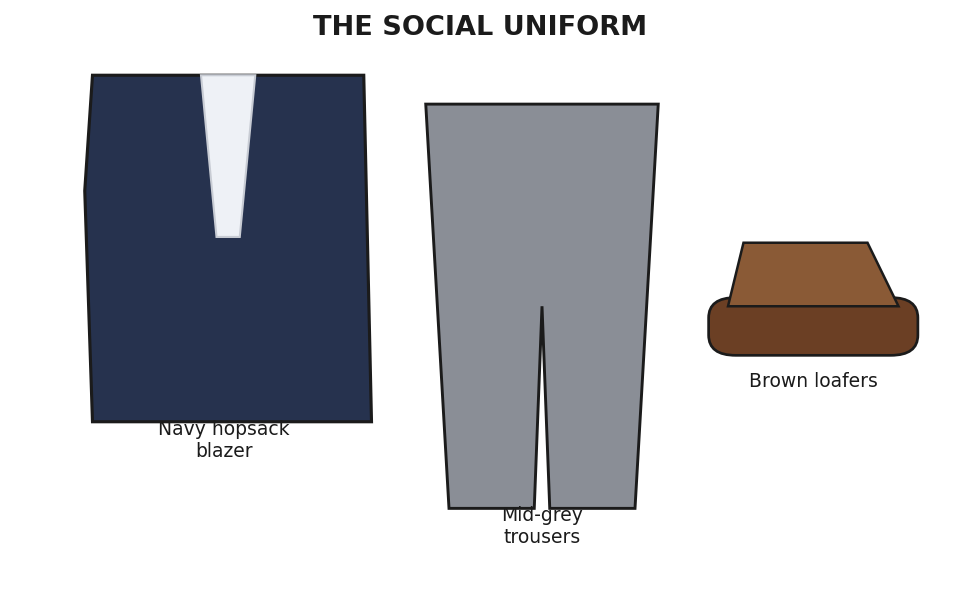 THE SOCIAL UNIFORM
Navy hopsack
blazer
Mid-grey
trousers
Brown loafers